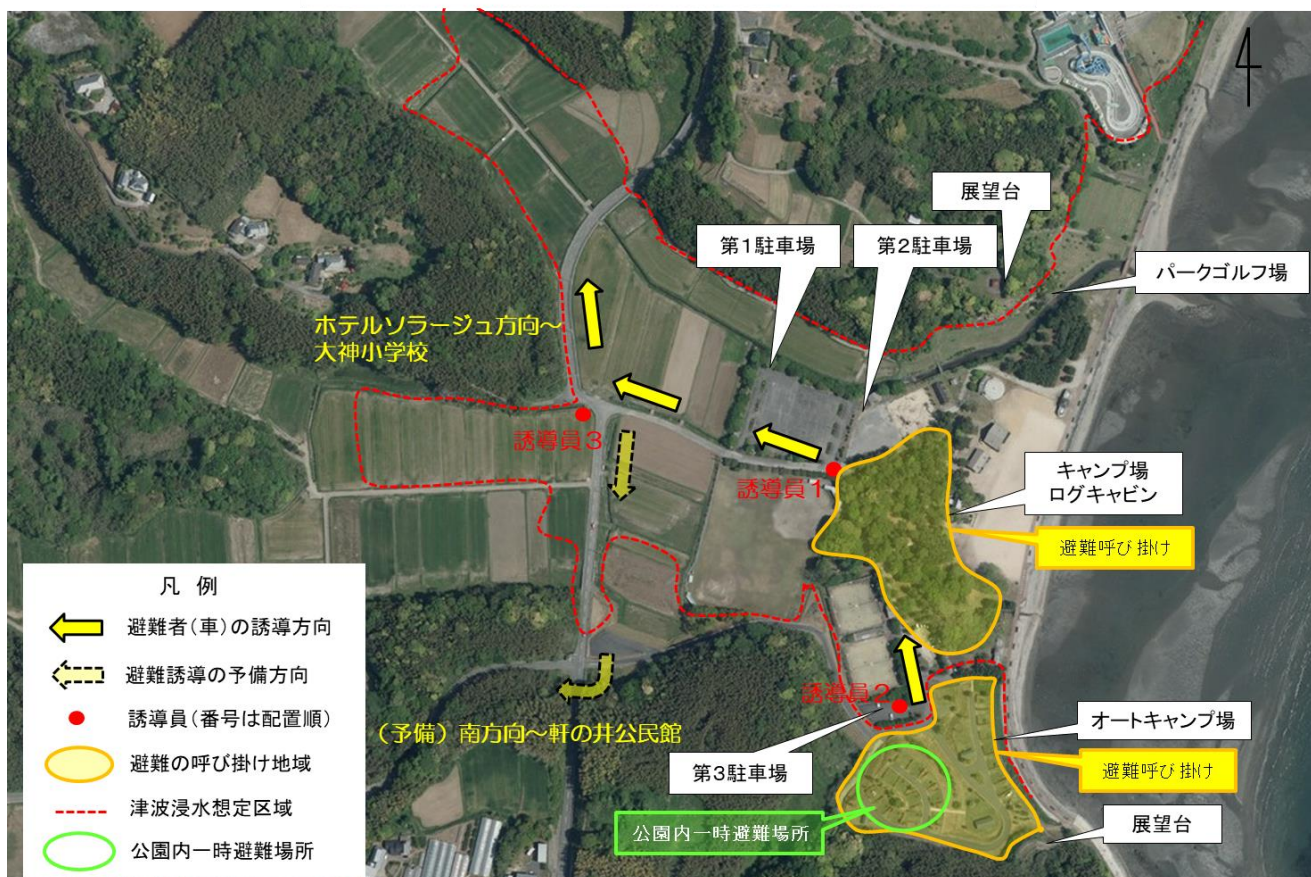 展望台
第1駐車場
第2駐車場
パークゴルフ場
ホテルソラージュ方向～
大神小学校
誘導員3
誘導員1
キャンプ場
ログキャビン
避難呼び掛け
凡 例
避難者(車)の誘導方向
避難誘導の予備方向
誘導員(番号は配置順)
避難の呼び掛け地域
津波浸水想定区域
公園内一時避難場所
誘導員2
(予備)南方向～軒の井公民館
第3駐車場
オートキャンプ場
避難呼び掛け
公園内一時避難場所
展望台